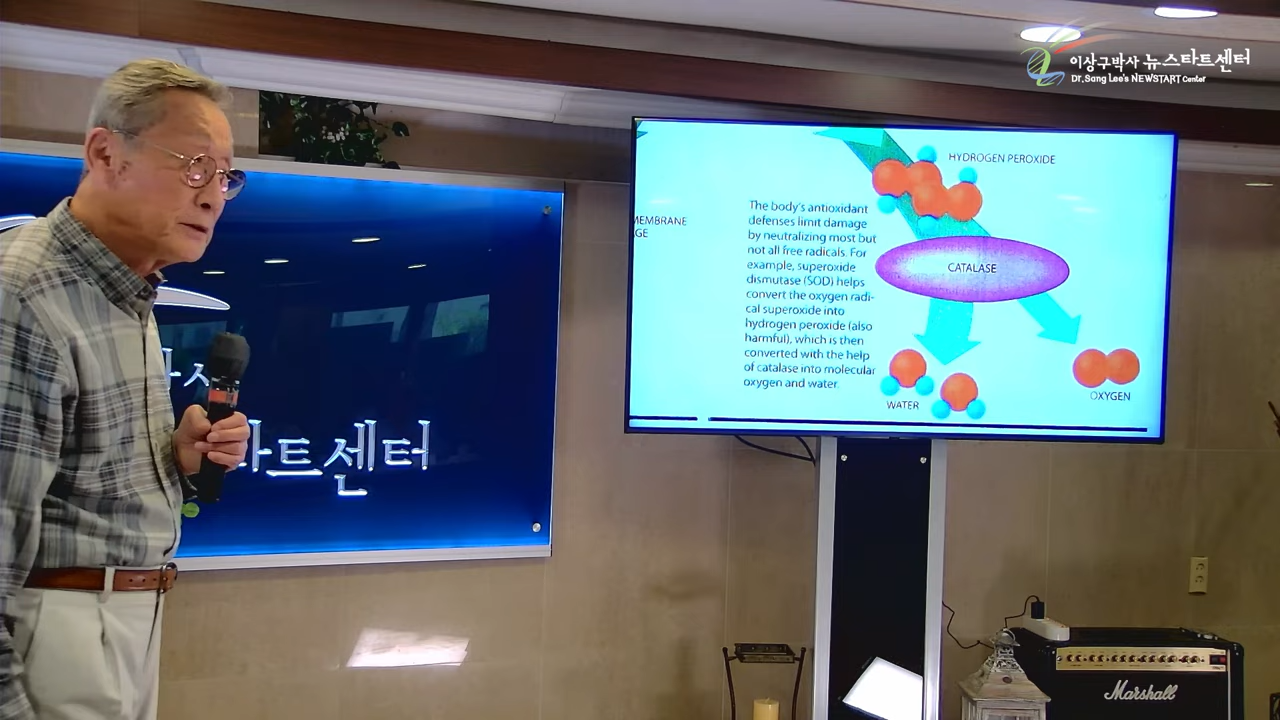 이상구박사 뉴스타트센터
Dr. Sang Lee's NEWSTART Center
HYDROGEN PEROXIDE
MEMBRANE
The body's antioxidant
defenses limit damage
by neutralizing most but
not all free radicals. For
example, superoxide
dismutase (SOD) helps
convert the oxygen radi-
cal superoxide into
hydrogen peroxide (also
harmful), which is then
converted with the help
of catalase into molecular
oxygen and water.
CATALASE
WATER
OXYGEN
타트센터
Marshall